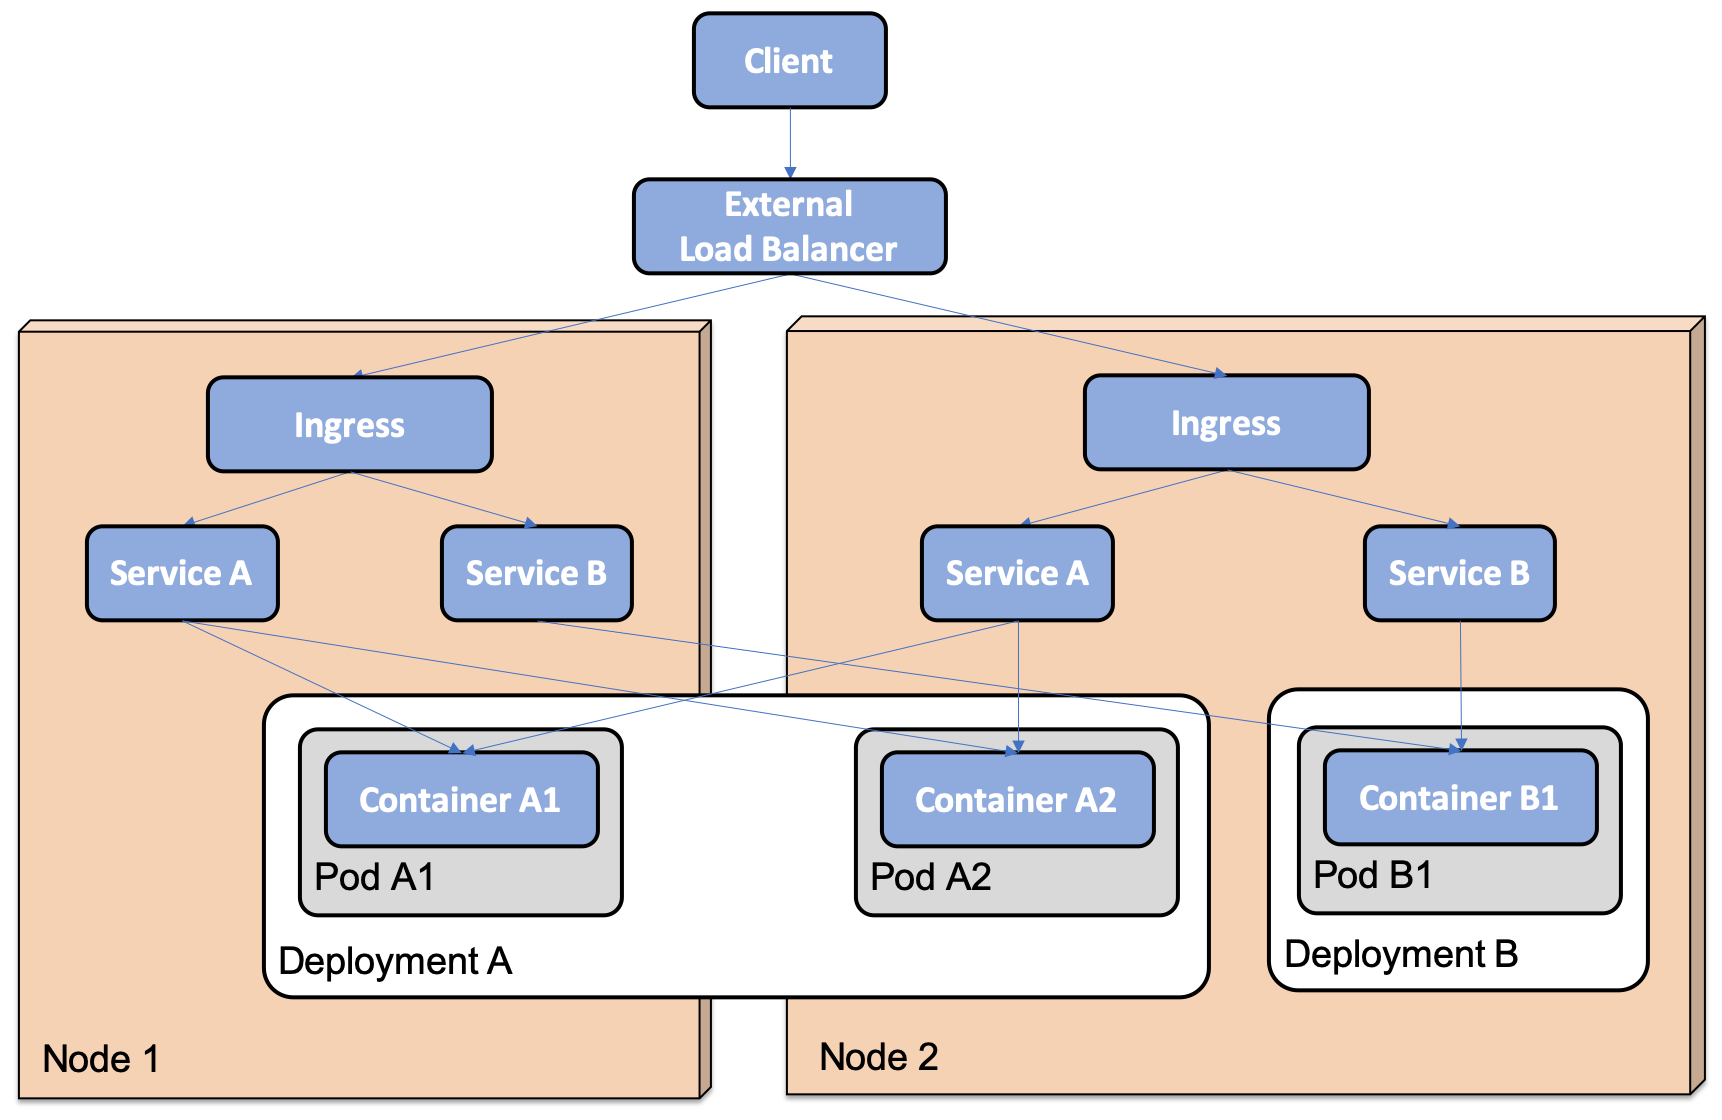 Client
External
Load Balancer
Ingress
Ingress
Service A
Service B
Service A
Service B
Container A1
Container A2
Container B1
Pod A1
Pod A2
Pod B1
Deployment A
Deployment B
Node 1
Node 2